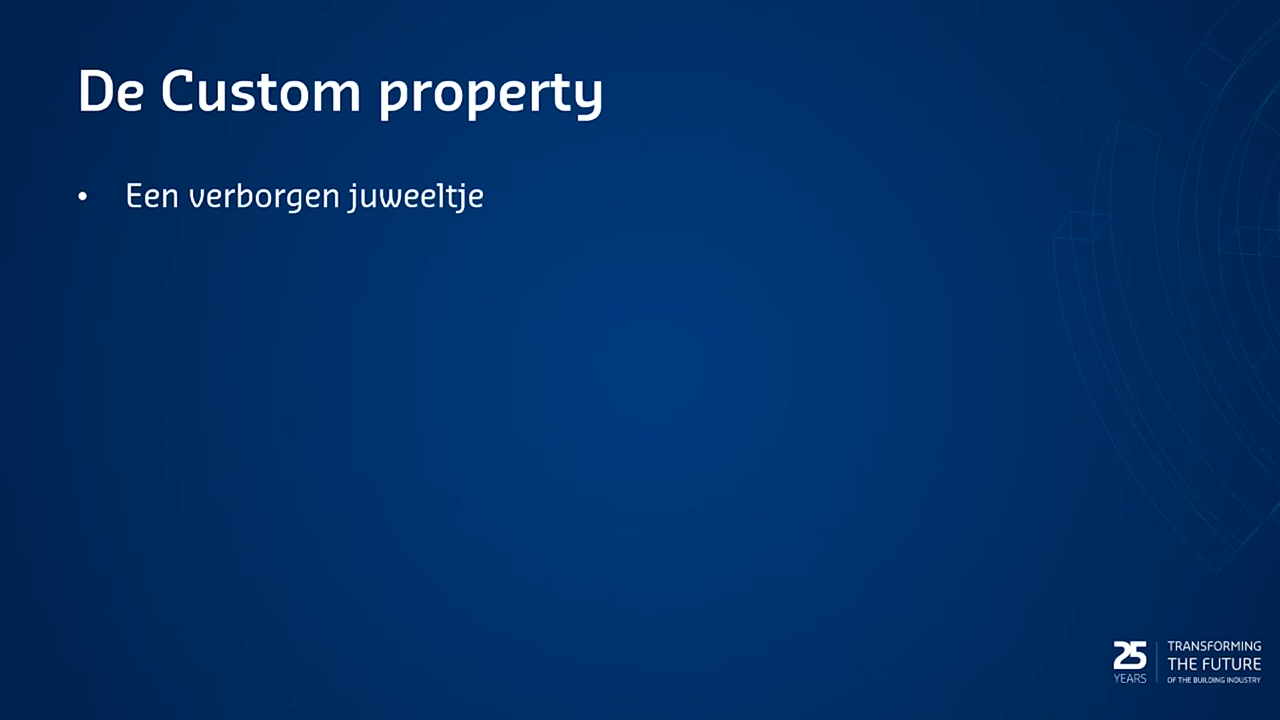 De Custom property
• Een verborgen juweeltje
25 YEARS
TRANSFORMING
THE FUTURE
OF THE BUILDING INDUSTRY